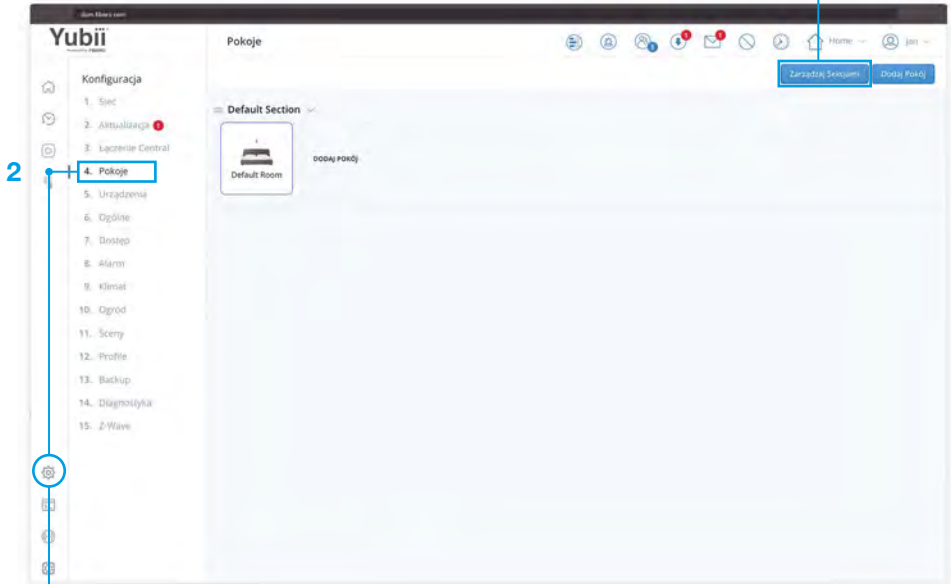 Yubii
Pokoje
Home
jan
Zarządzaj Sekcjami
Dodaj Pokój
Konfiguracja
1. Sieć
2. Aktualizacja 1
3. Łączenie Central
4. Pokoje
5. Urządzenia
6. Ogólne
7. Dostęp
8. Alarm
9. Klimat
10. Ogród
11. Sceny
12. Profile
13. Backup
14. Diagnostyka
15. Z-Wave
Default Section
Default Room
DODAJ POKÓJ
2